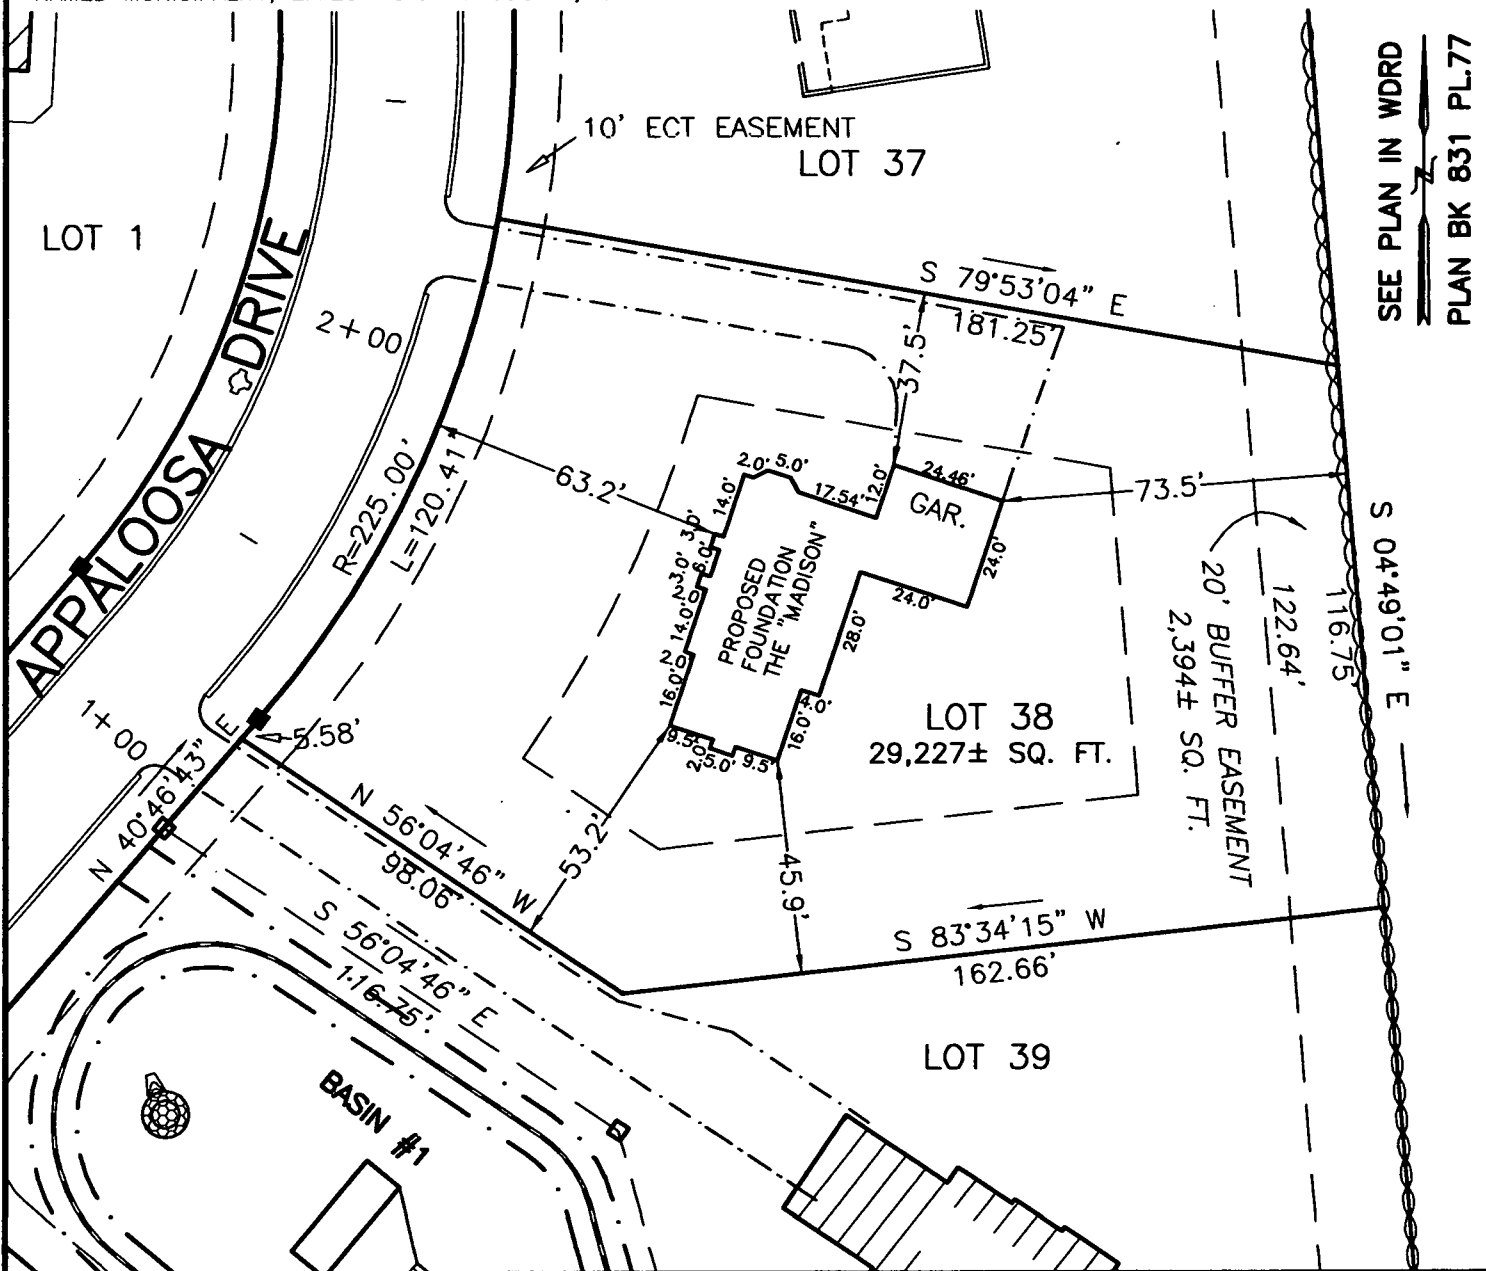 10' ECT EASEMENT
LOT 37
SEE PLAN IN WDRD
PLAN BK 831 PL.77
LOT 1
APPALOOSA DRIVE
2+00
S 79°53'04" E
181.25'
37.5'
63.2'
R=225.00'
L=120.41'
2.0' 5.0'
14.0'
17.54'
12.0'
24.46'
GAR.
73.5'
3.0'
6.0'
3.0'
2.0'
14.0'
2.0'
16.0'
PROPOSED
FOUNDATION
THE "MADISON"
24.0'
24.0'
28.0'
4.0'
16.0'
9.5'
2.0'
5.0'
9.5'
S 04°49'01" E
116.75'
122.64'
20' BUFFER EASEMENT
2,394± SQ. FT.
LOT 38
29,227± SQ. FT.
1+00
5.58'
N 40°46'43" E
N 56°04'46" W
98.06'
53.2'
45.9'
S 83°34'15" W
162.66'
S 56°04'46" E
116.75'
LOT 39
BASIN #1